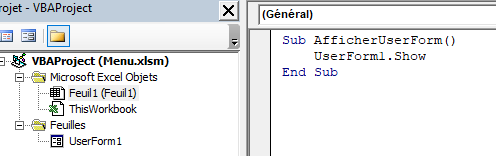 rojet - VBAProject
(Général)
VBAProject (Menu.xlsm)
Microsoft Excel Objets
Feuil1 (Feuil1)
ThisWorkbook
Feuilles
UserForm1
Sub AfficherUserForm()
UserForm1.Show
End Sub